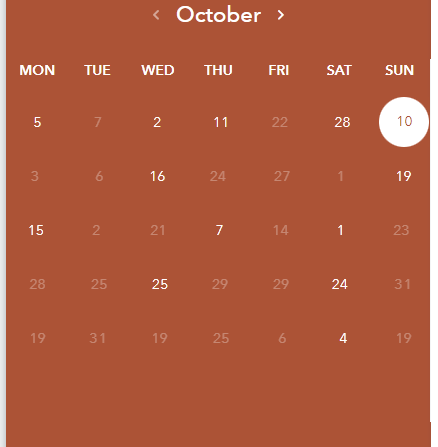 ‹ October ›
MON TUE WED THU FRI SAT SUN
5 7 2 11 22 28 10
3 6 16 24 27 1 19
15 2 21 7 14 1 23
28 25 25 29 29 24 31
19 31 19 25 6 4 19